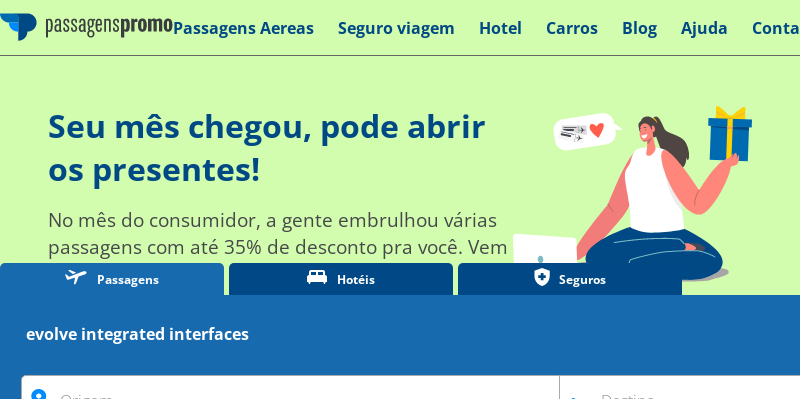 passagenspromo Passagens Aereas Seguro viagem Hotel Carros Blog Ajuda Conta
Seu mês chegou, pode abrir
os presentes!
No mês do consumidor, a gente embrulhou várias
passagens com até 35% de desconto pra você. Vem
Passagens Hotéis Seguros
evolve integrated interfaces
Origem Destino